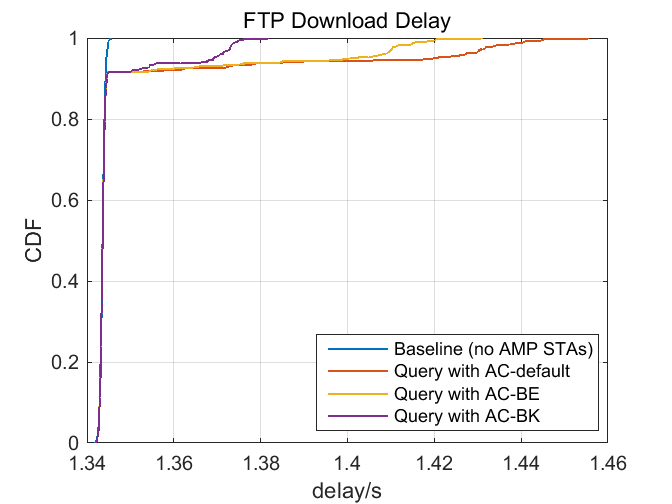 FTP Download Delay
CDF
1
0.8
0.6
0.4
0.2
0
1.34 1.36 1.38 1.4 1.42 1.44 1.46
delay/s
Baseline (no AMP STAs)
Query with AC-default
Query with AC-BE
Query with AC-BK